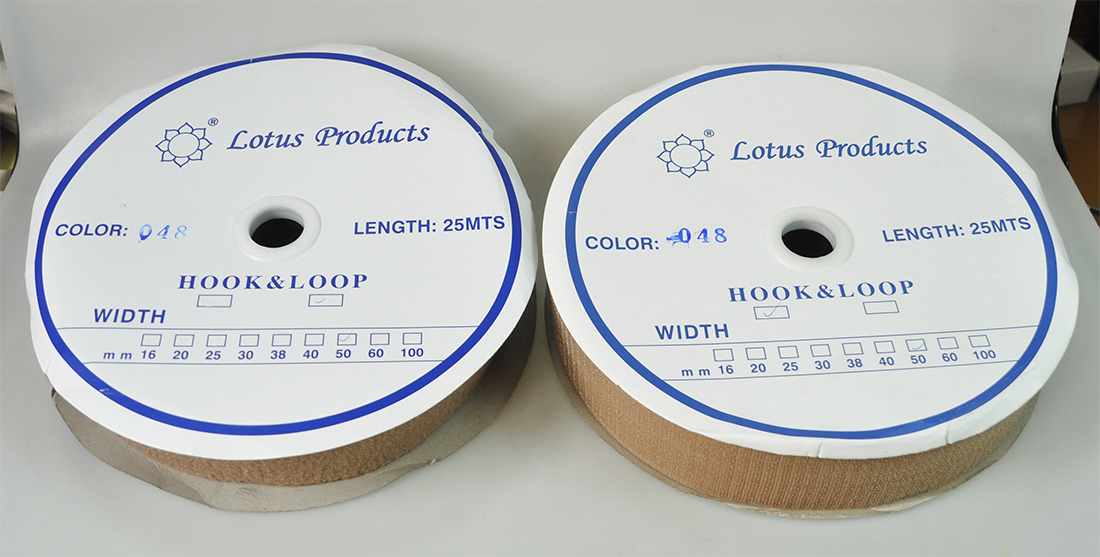 ® Lotus Products
COLOR: 048 LENGTH: 25MTS
HOOK&LOOP
WIDTH
mm 16 20 25 30 38 40 50 60 100
® Lotus Products
COLOR: 048 LENGTH: 25MTS
HOOK&LOOP
WIDTH
mm 16 20 25 30 38 40 50 60 100